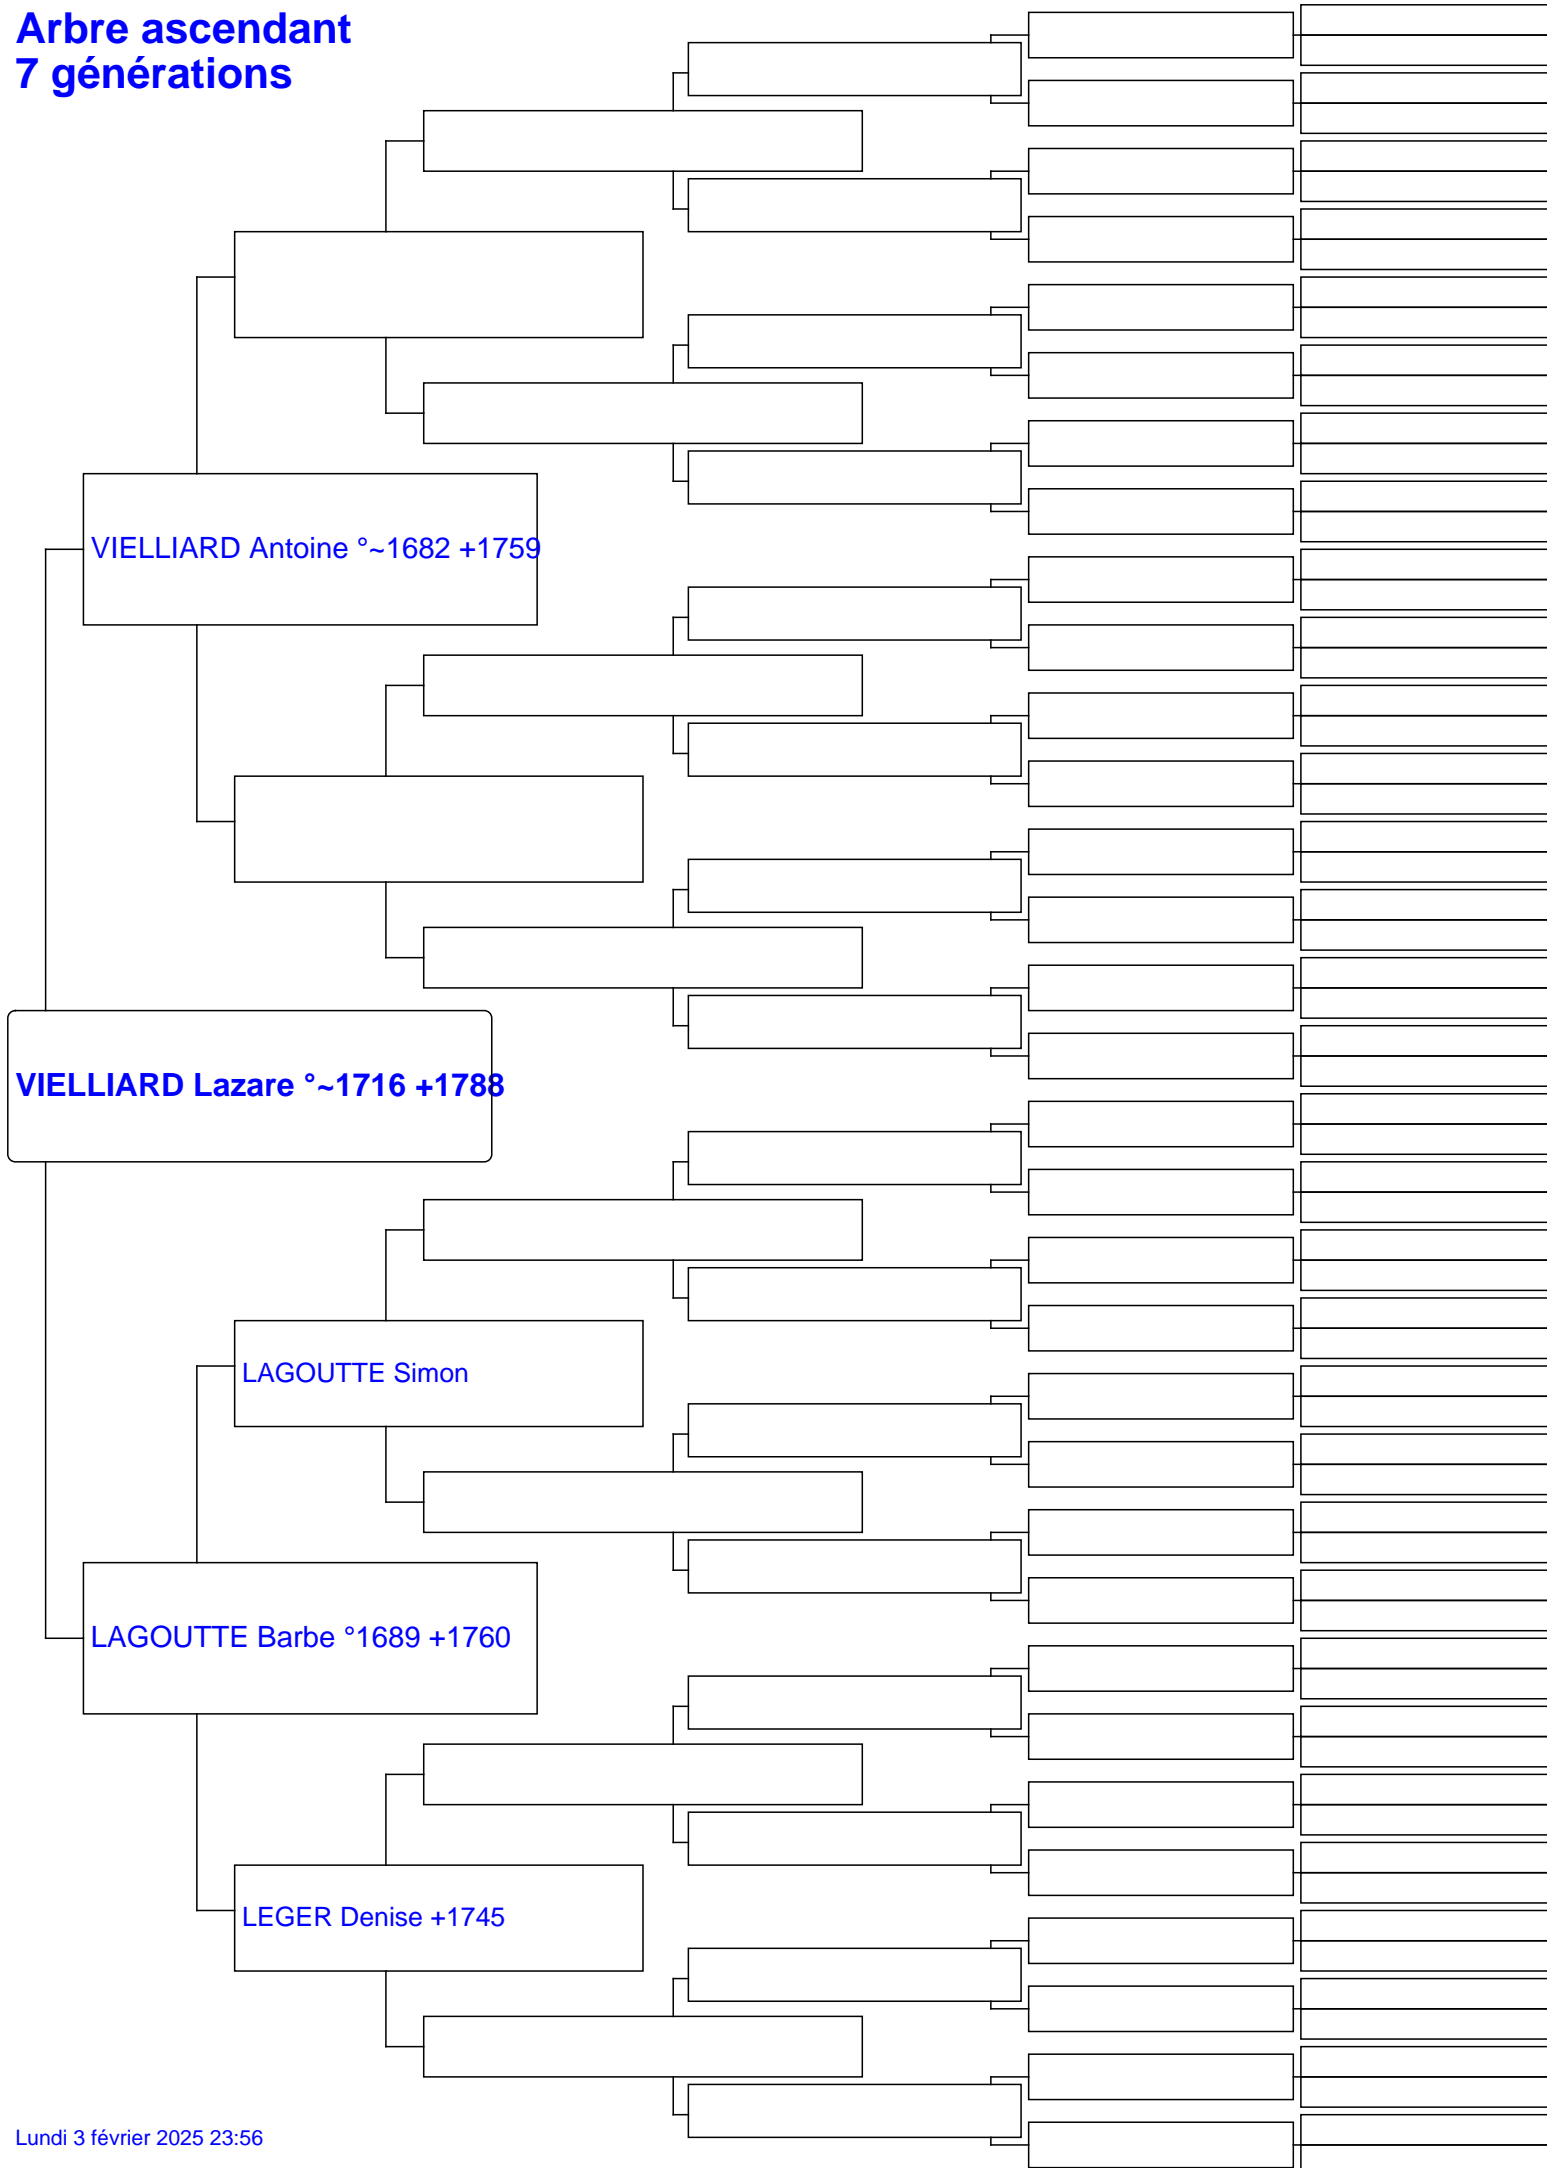 Arbre ascendant
7 générations
VIELLIARD Antoine °~1682 +1759
VIELLIARD Lazare °~1716 +1788
LAGOUTTE Simon
LAGOUTTE Barbe °1689 +1760
LEGER Denise +1745
Lundi 3 février 2025 23:56